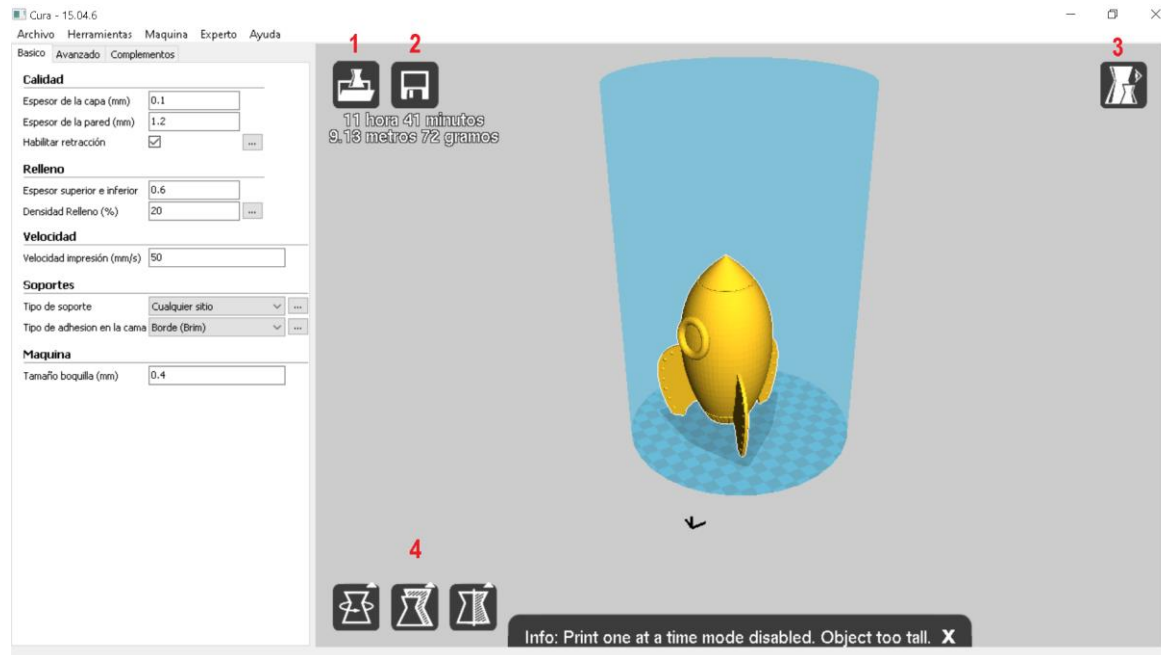 Cura - 15.04.6
Archivo Herramientas Maquina Experto Ayuda
Basico Avanzado Complementos
Calidad
Espesor de la capa (mm) 0.1
Espesor de la pared (mm) 1.2
Habilitar retracción ...
Relleno
Espesor superior e inferior 0.6
Densidad Relleno (%) 20 ...
Velocidad
Velocidad impresión (mm/s) 50
Soportes
Tipo de soporte Cualquier sitio ...
Tipo de adhesion en la cama Borde (Brim) ...
Maquina
Tamaño boquilla (mm) 0.4
1 2 3
11 hora 41 minutos
9.13 metros 72 gramos
4
Info: Print one at a time mode disabled. Object too tall. X